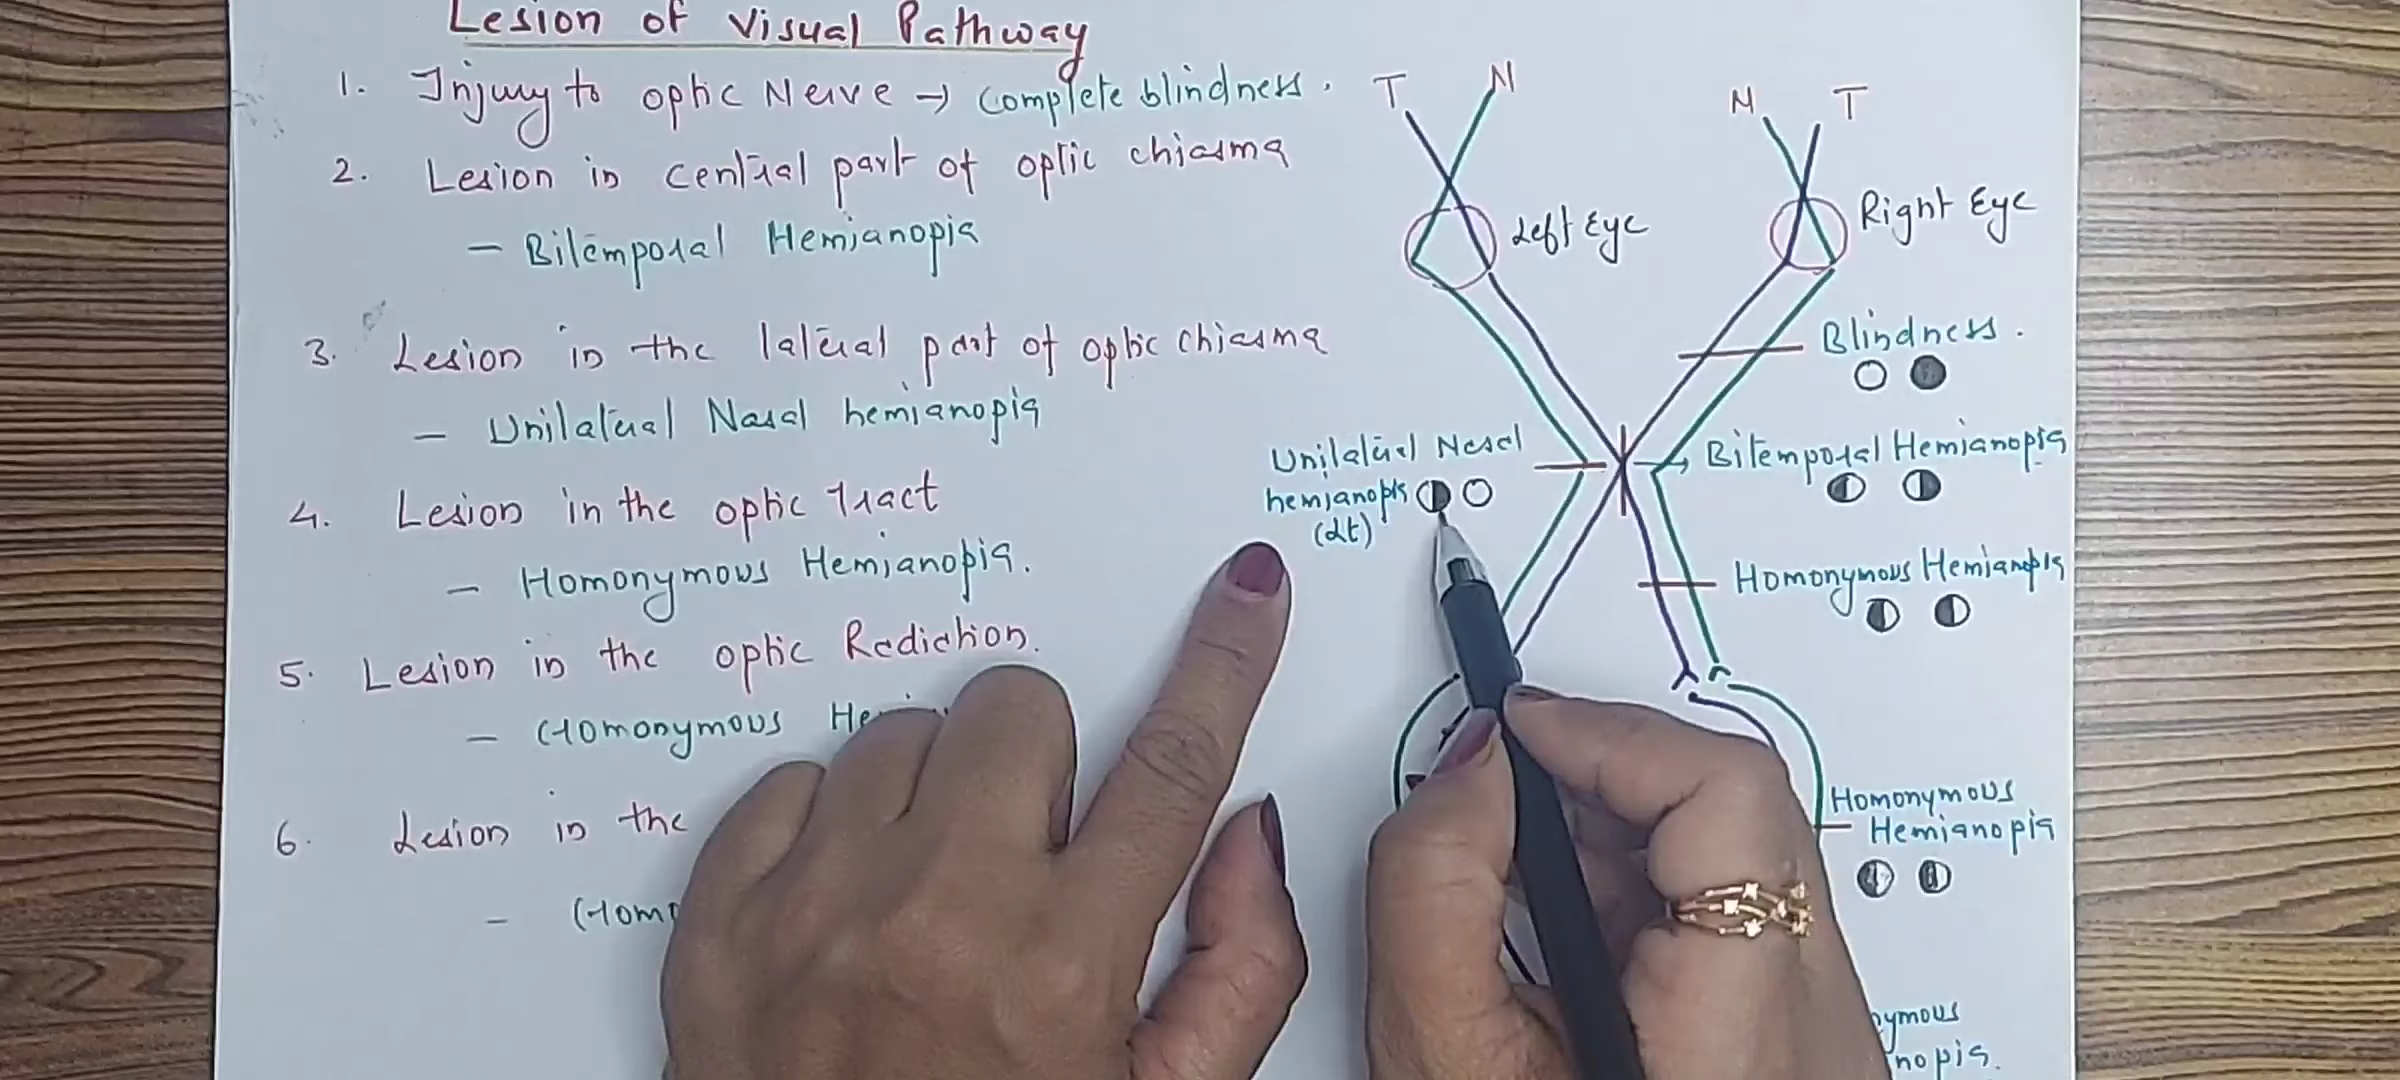 Lesion of Visual Pathway
1. Injury to optic Nerve → Complete blindness.
2. Lesion in central part of optic chiasma
- Bitemporal Hemianopia
3. Lesion in the lateral part of optic chiasma
- Unilateral Nasal hemianopia
4. Lesion in the optic Tract
- Homonymous Hemianopia.
5. Lesion in the optic Radiation.
- Homonymous
6. Lesion in the
T N
N T
Left Eye
Right Eye
Blindness.
Unilateral Nasal
hemianopia
(Lt)
Bitemporal Hemianopia
Homonymous Hemianopia
Homonymous
Hemianopia